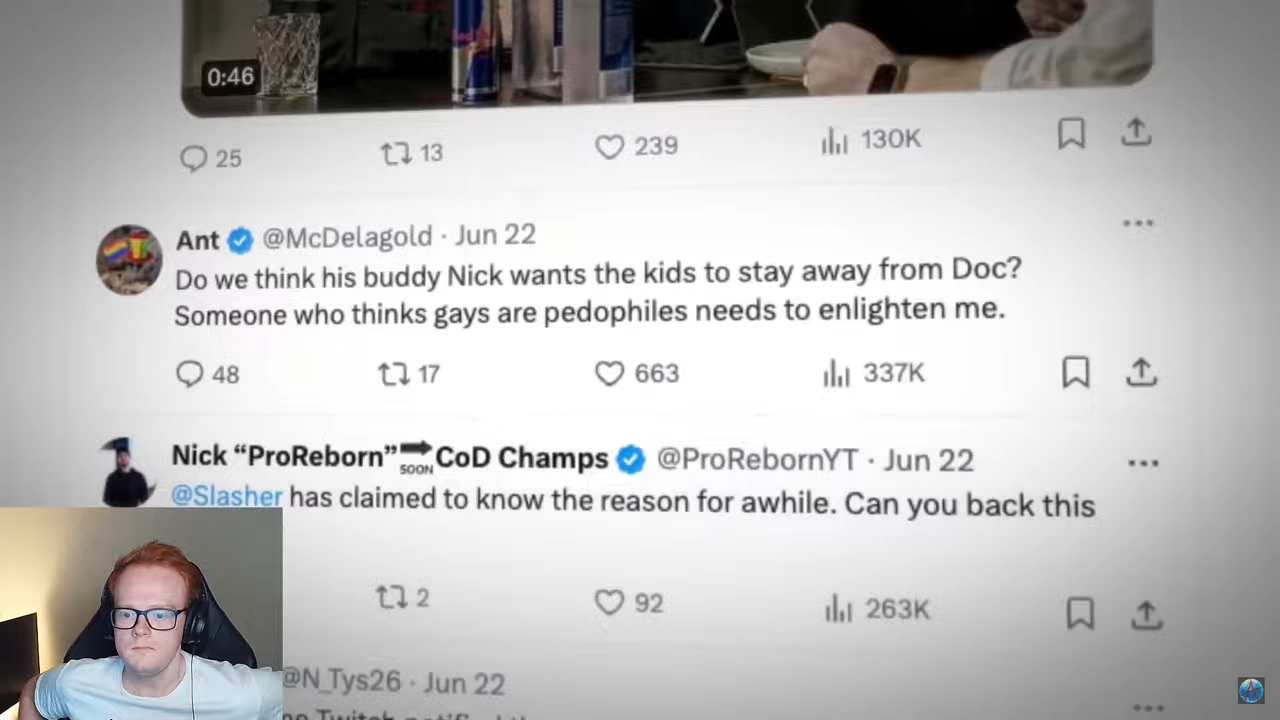 0:46
25 13 239 130K
Ant @McDelagold · Jun 22
Do we think his buddy Nick wants the kids to stay away from Doc?
Someone who thinks gays are pedophiles needs to enlighten me.
48 17 663 337K
Nick “ProReborn” SOON CoD Champs @ProRebornYT · Jun 22
@Slasher has claimed to know the reason for awhile. Can you back this
2 92 263K
@N_Tys26 · Jun 22